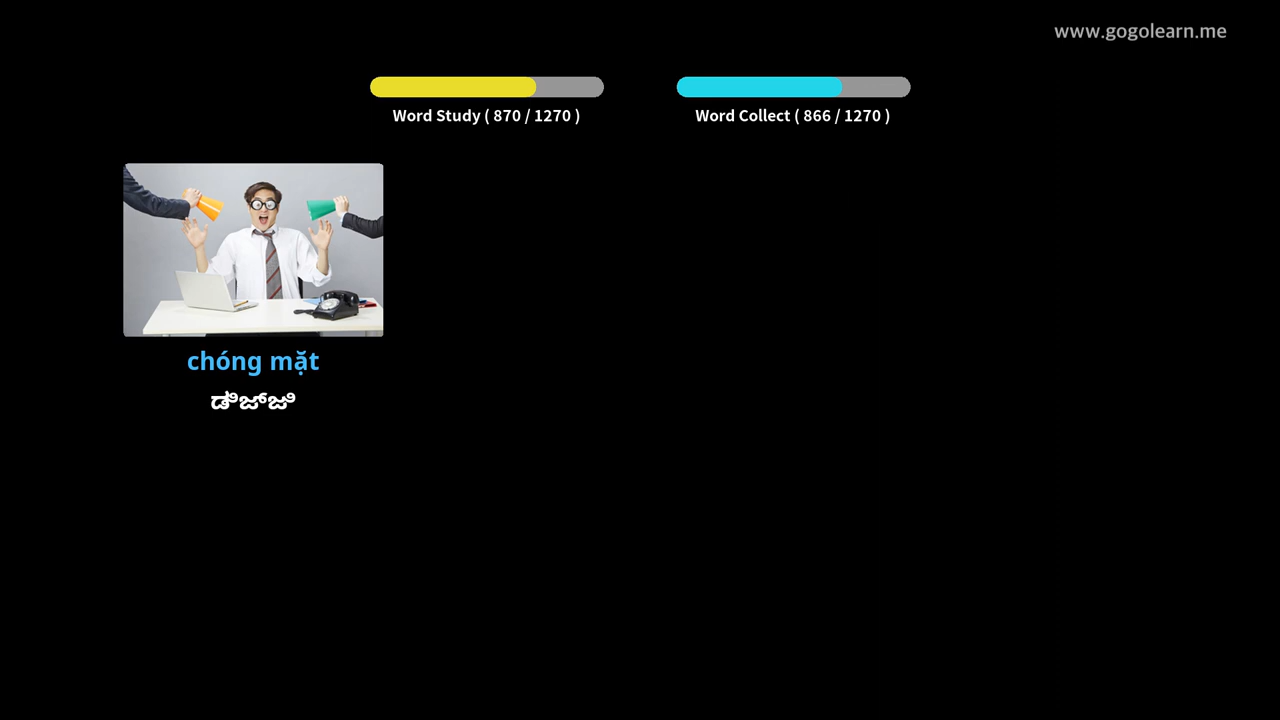 www.gogolearn.me
Word Study ( 870 / 1270 )
Word Collect ( 866 / 1270 )
chóng mặt
ಡಿಜ್ಜಿ